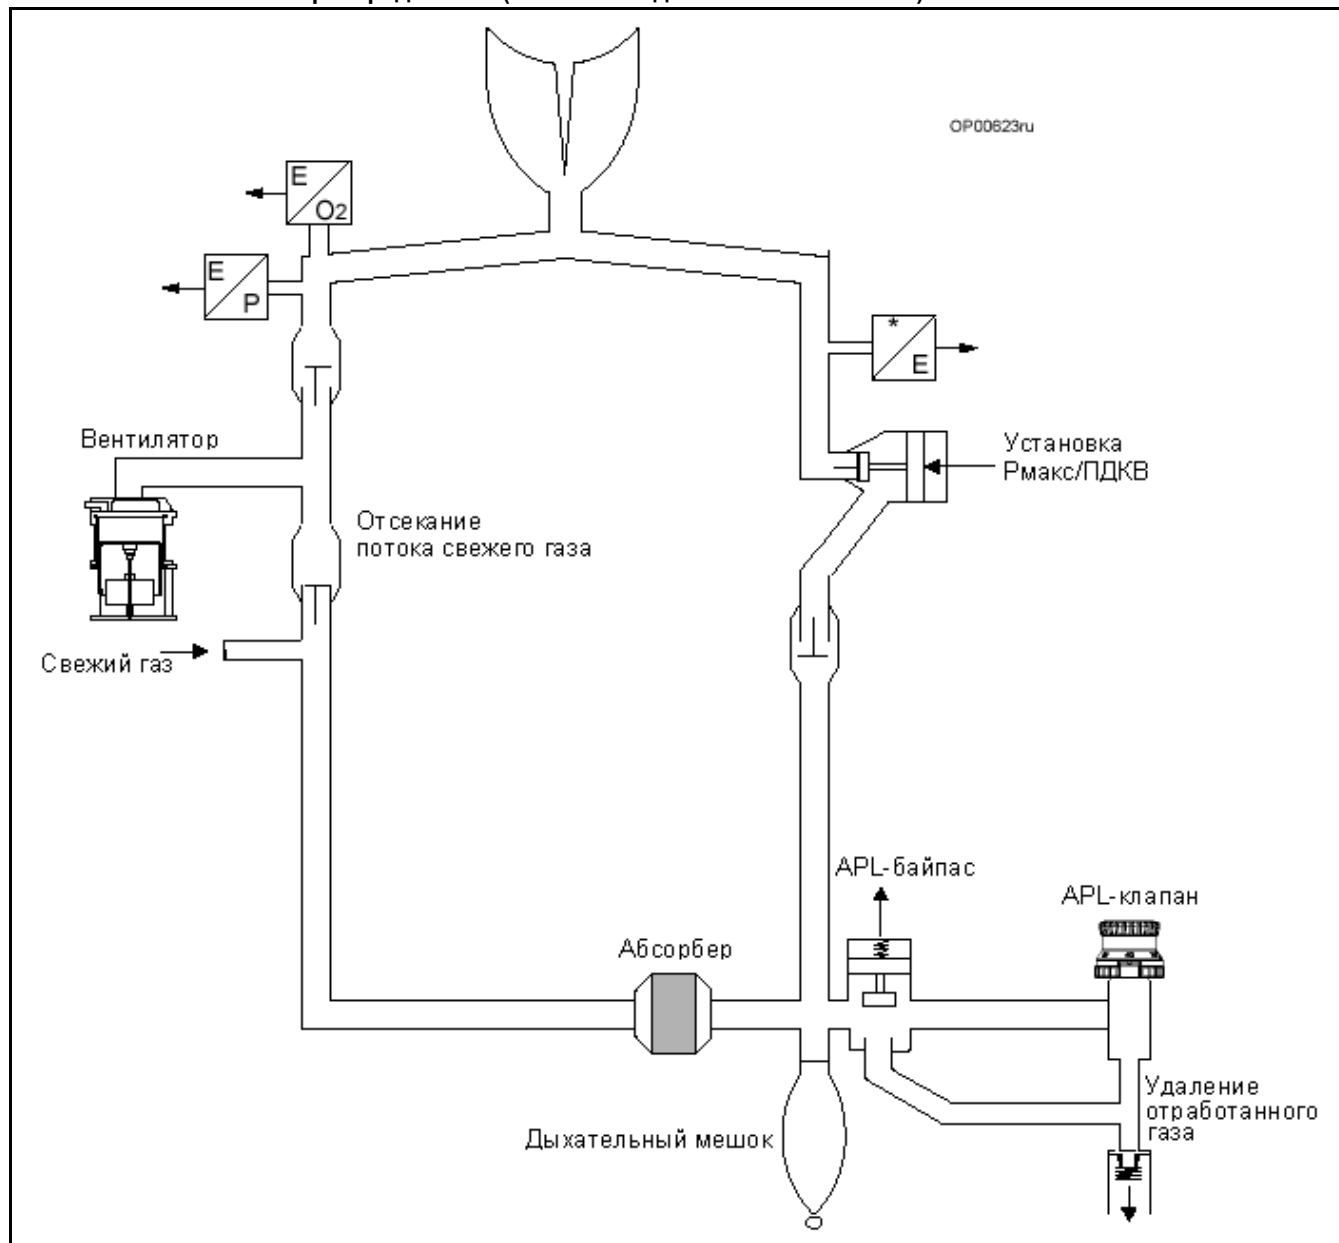 OP00623ru
E
O2
E
P
*
E
Вентилятор
Установка
Pмакс/ПДКВ
Отсекание
потока свежего газа
Свежий газ
APL-байпас
APL-клапан
Абсорбер
Удаление
отработанного
газа
Дыхательный мешок